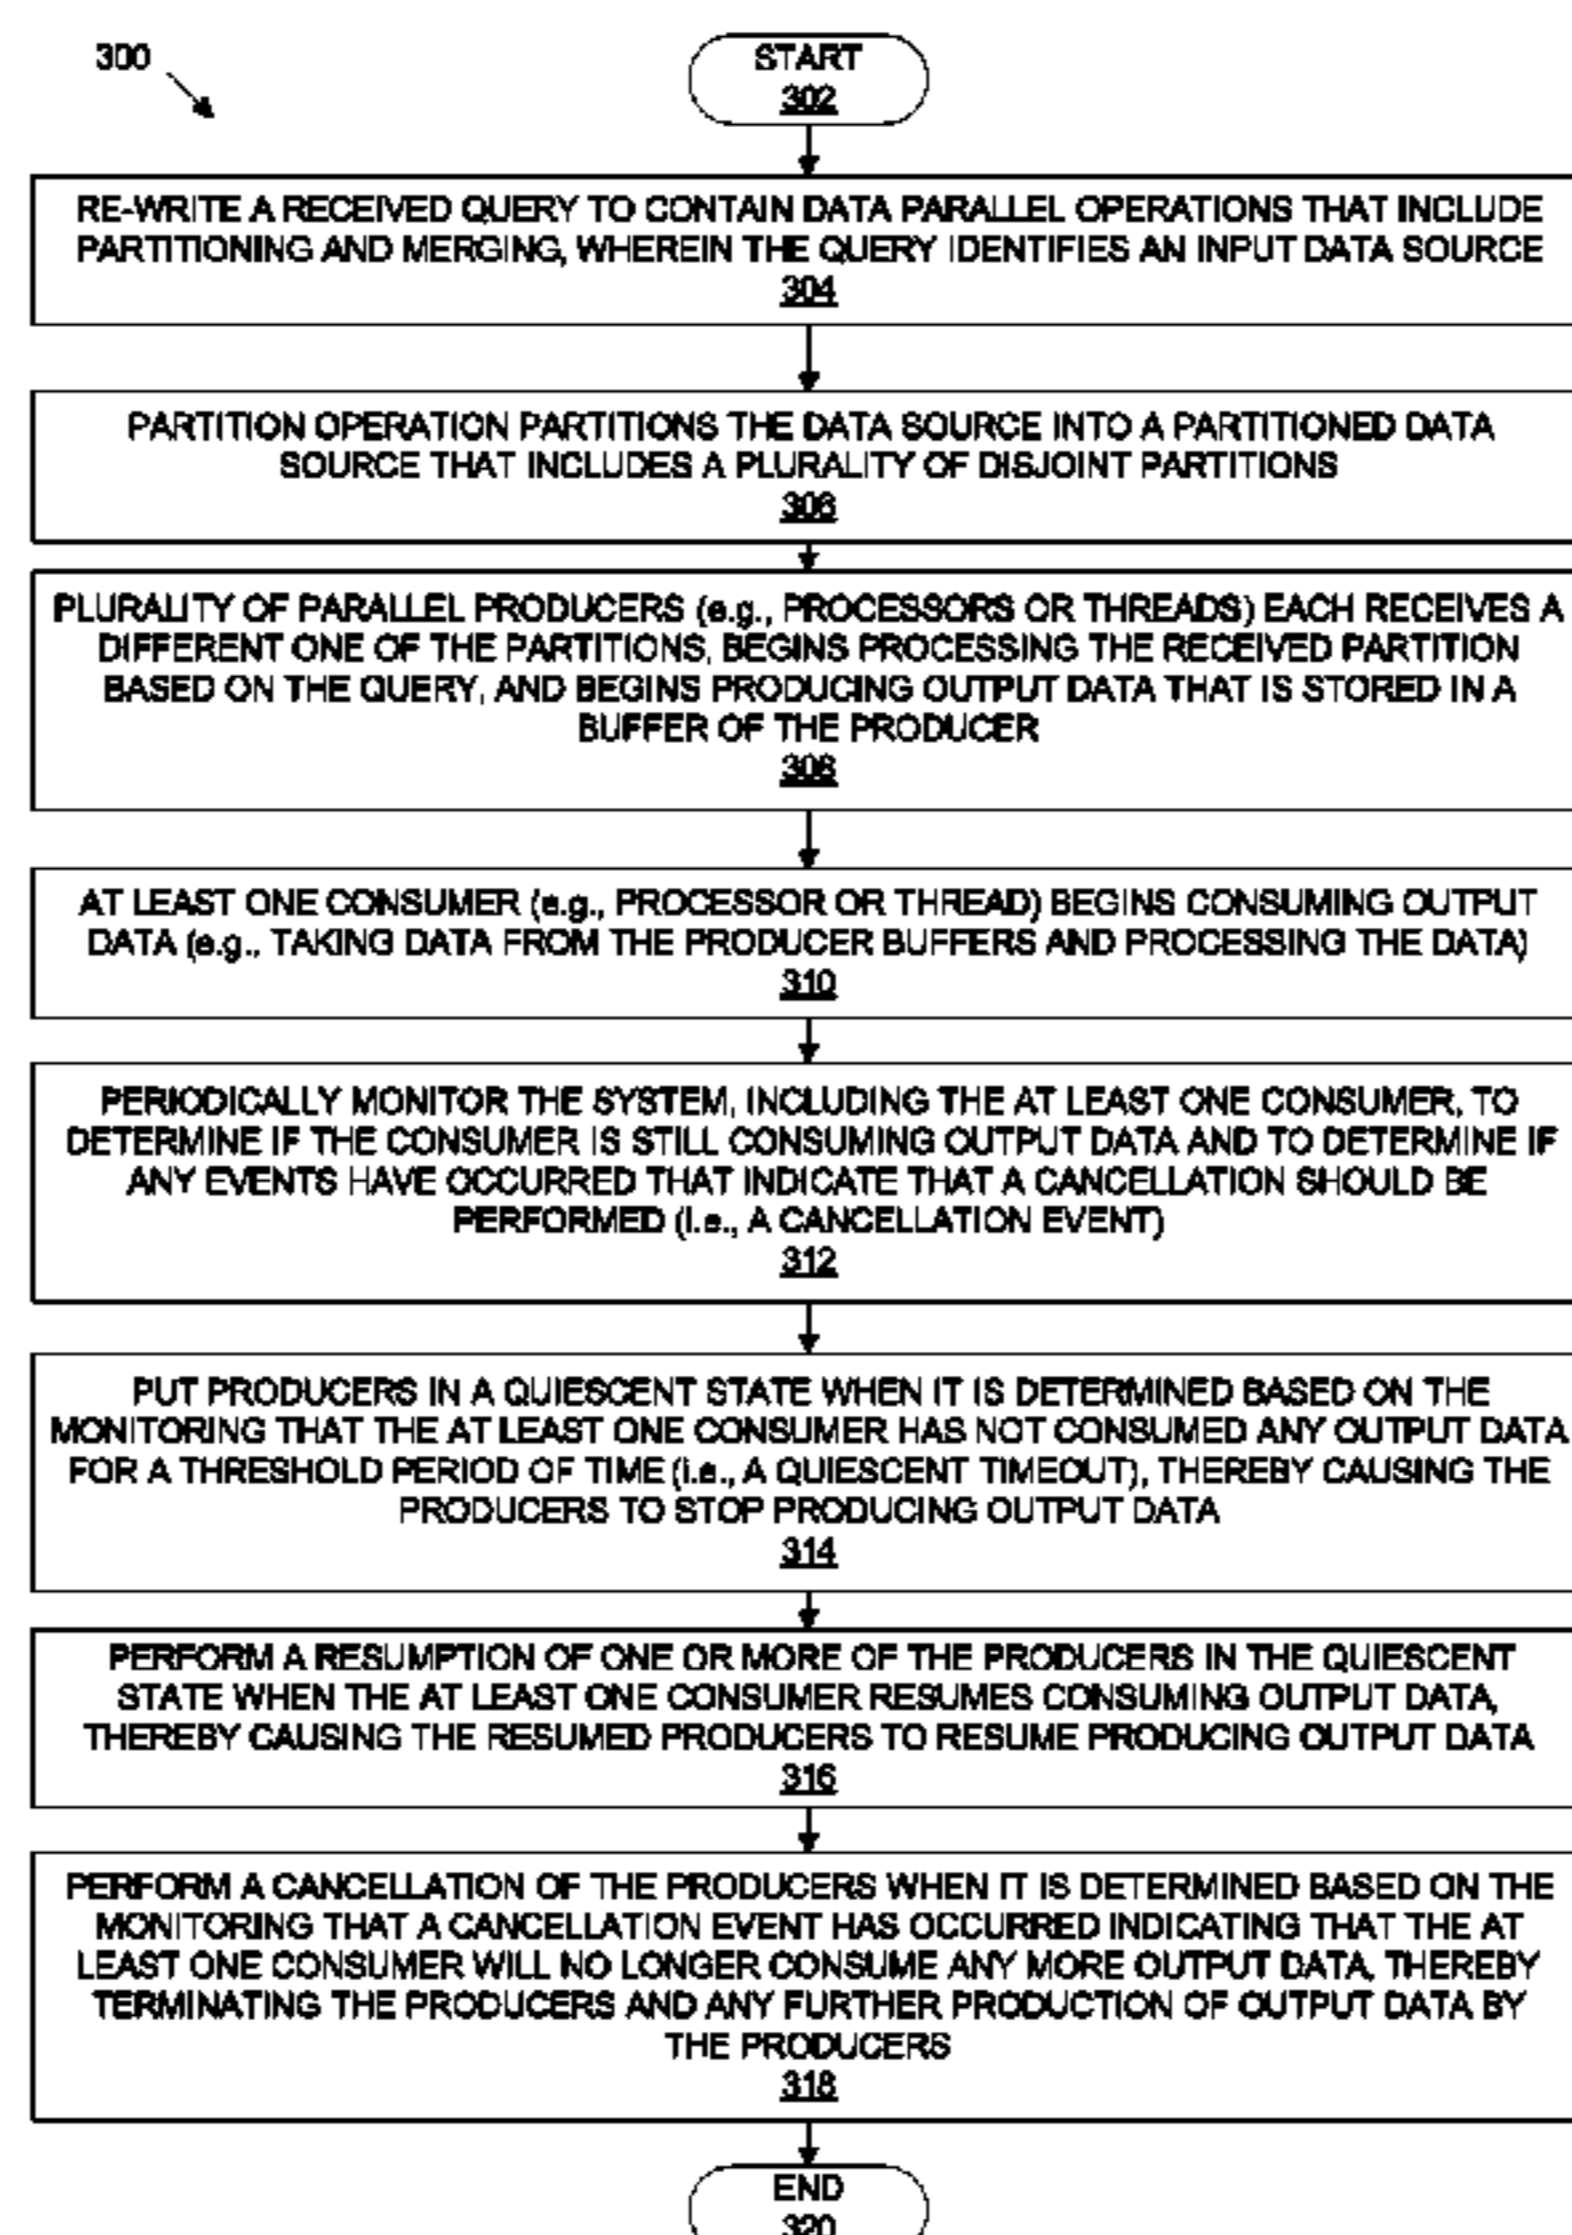 300
START
302
RE-WRITE A RECEIVED QUERY TO CONTAIN DATA PARALLEL OPERATIONS THAT INCLUDE
PARTITIONING AND MERGING, WHEREIN THE QUERY IDENTIFIES AN INPUT DATA SOURCE
304
PARTITION OPERATION PARTITIONS THE DATA SOURCE INTO A PARTITIONED DATA
SOURCE THAT INCLUDES A PLURALITY OF DISJOINT PARTITIONS
306
PLURALITY OF PARALLEL PRODUCERS (e.g., PROCESSORS OR THREADS) EACH RECEIVES A
DIFFERENT ONE OF THE PARTITIONS, BEGINS PROCESSING THE RECEIVED PARTITION
BASED ON THE QUERY, AND BEGINS PRODUCING OUTPUT DATA THAT IS STORED IN A
BUFFER OF THE PRODUCER
308
AT LEAST ONE CONSUMER (e.g., PROCESSOR OR THREAD) BEGINS CONSUMING OUTPUT
DATA (e.g., TAKING DATA FROM THE PRODUCER BUFFERS AND PROCESSING THE DATA)
310
PERIODICALLY MONITOR THE SYSTEM, INCLUDING THE AT LEAST ONE CONSUMER, TO
DETERMINE IF THE CONSUMER IS STILL CONSUMING OUTPUT DATA AND TO DETERMINE IF
ANY EVENTS HAVE OCCURRED THAT INDICATE THAT A CANCELLATION SHOULD BE
PERFORMED (i.e., A CANCELLATION EVENT)
312
PUT PRODUCERS IN A QUIESCENT STATE WHEN IT IS DETERMINED BASED ON THE
MONITORING THAT THE AT LEAST ONE CONSUMER HAS NOT CONSUMED ANY OUTPUT DATA
FOR A THRESHOLD PERIOD OF TIME (i.e., A QUIESCENT TIMEOUT), THEREBY CAUSING THE
PRODUCERS TO STOP PRODUCING OUTPUT DATA
314
PERFORM A RESUMPTION OF ONE OR MORE OF THE PRODUCERS IN THE QUIESCENT
STATE WHEN THE AT LEAST ONE CONSUMER RESUMES CONSUMING OUTPUT DATA,
THEREBY CAUSING THE RESUMED PRODUCERS TO RESUME PRODUCING OUTPUT DATA
316
PERFORM A CANCELLATION OF THE PRODUCERS WHEN IT IS DETERMINED BASED ON THE
MONITORING THAT A CANCELLATION EVENT HAS OCCURRED INDICATING THAT THE AT
LEAST ONE CONSUMER WILL NO LONGER CONSUME ANY MORE OUTPUT DATA, THEREBY
TERMINATING THE PRODUCERS AND ANY FURTHER PRODUCTION OF OUTPUT DATA BY
THE PRODUCERS
318
END
320